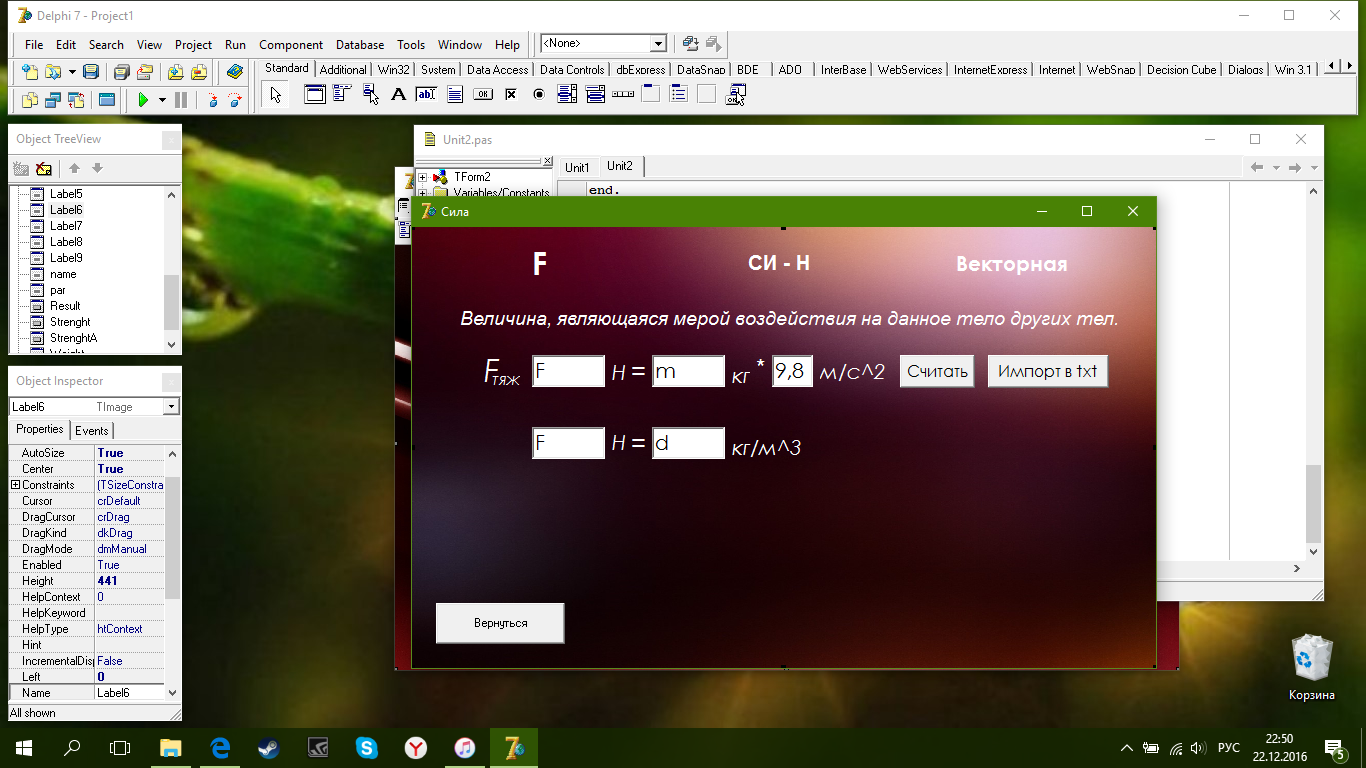 Delphi 7 - Project1
File Edit Search View Project Run Component Database Tools Window Help <None>
Standard Additional Win32 System Data Access Data Controls dbExpress DataSnap BDE ADO InterBase WebServices InternetExpress Internet WebSnap Decision Cube Dialogs Win 3.1
Object TreeView
Label5
Label6
Label7
Label8
Label9
name
par
Result
Strenght
StrenghtA
Unit2.pas
Unit1 Unit2
TForm2
Variables/Constants
end.
Сила
F СИ - Н Векторная
Величина, являющаяся мерой воздействия на данное тело других тел.
Fтяж F Н = m кг * 9,8 м/с^2 Считать Импорт в txt
F Н = d кг/м^3
Вернуться
Object Inspector
Label6 TImage
Properties Events
AutoSize True
Center True
Constraints (TSizeConstra
Cursor crDefault
DragCursor crDrag
DragKind dkDrag
DragMode dmManual
Enabled True
Height 441
HelpContext 0
HelpKeyword
HelpType htContext
Hint
IncrementalDisp False
Left 0
Name Label6
All shown
Корзина
РУС 22:50
22.12.2016
5